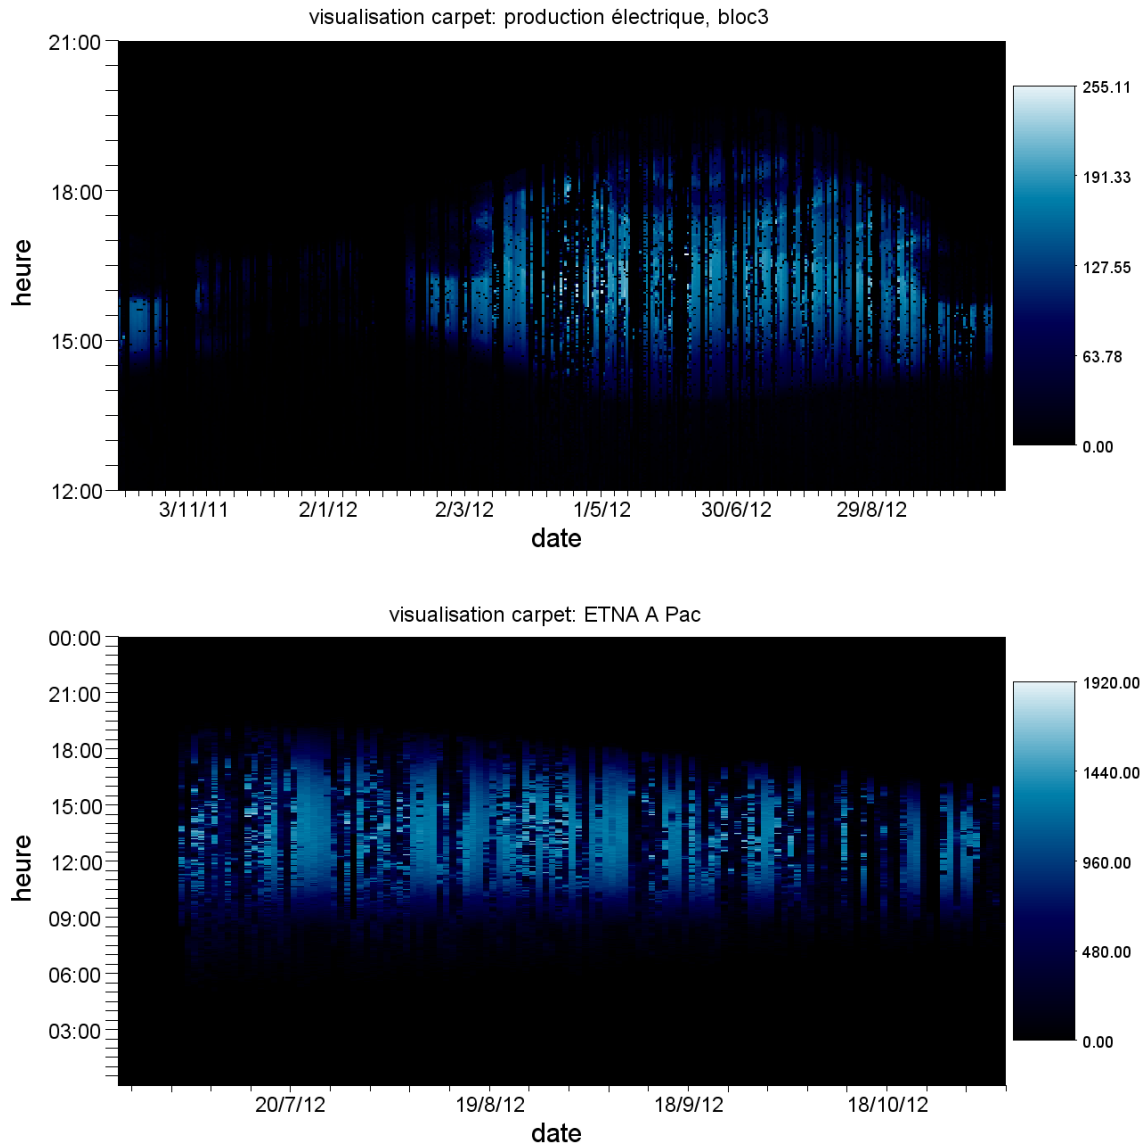 visualisation carpet: production électrique, bloc3
21:00
18:00
15:00
12:00
heure
3/11/11 2/1/12 2/3/12 1/5/12 30/6/12 29/8/12
date
255.11
191.33
127.55
63.78
0.00
visualisation carpet: ETNA A Pac
00:00
21:00
18:00
15:00
12:00
09:00
06:00
03:00
heure
20/7/12 19/8/12 18/9/12 18/10/12
date
1920.00
1440.00
960.00
480.00
0.00